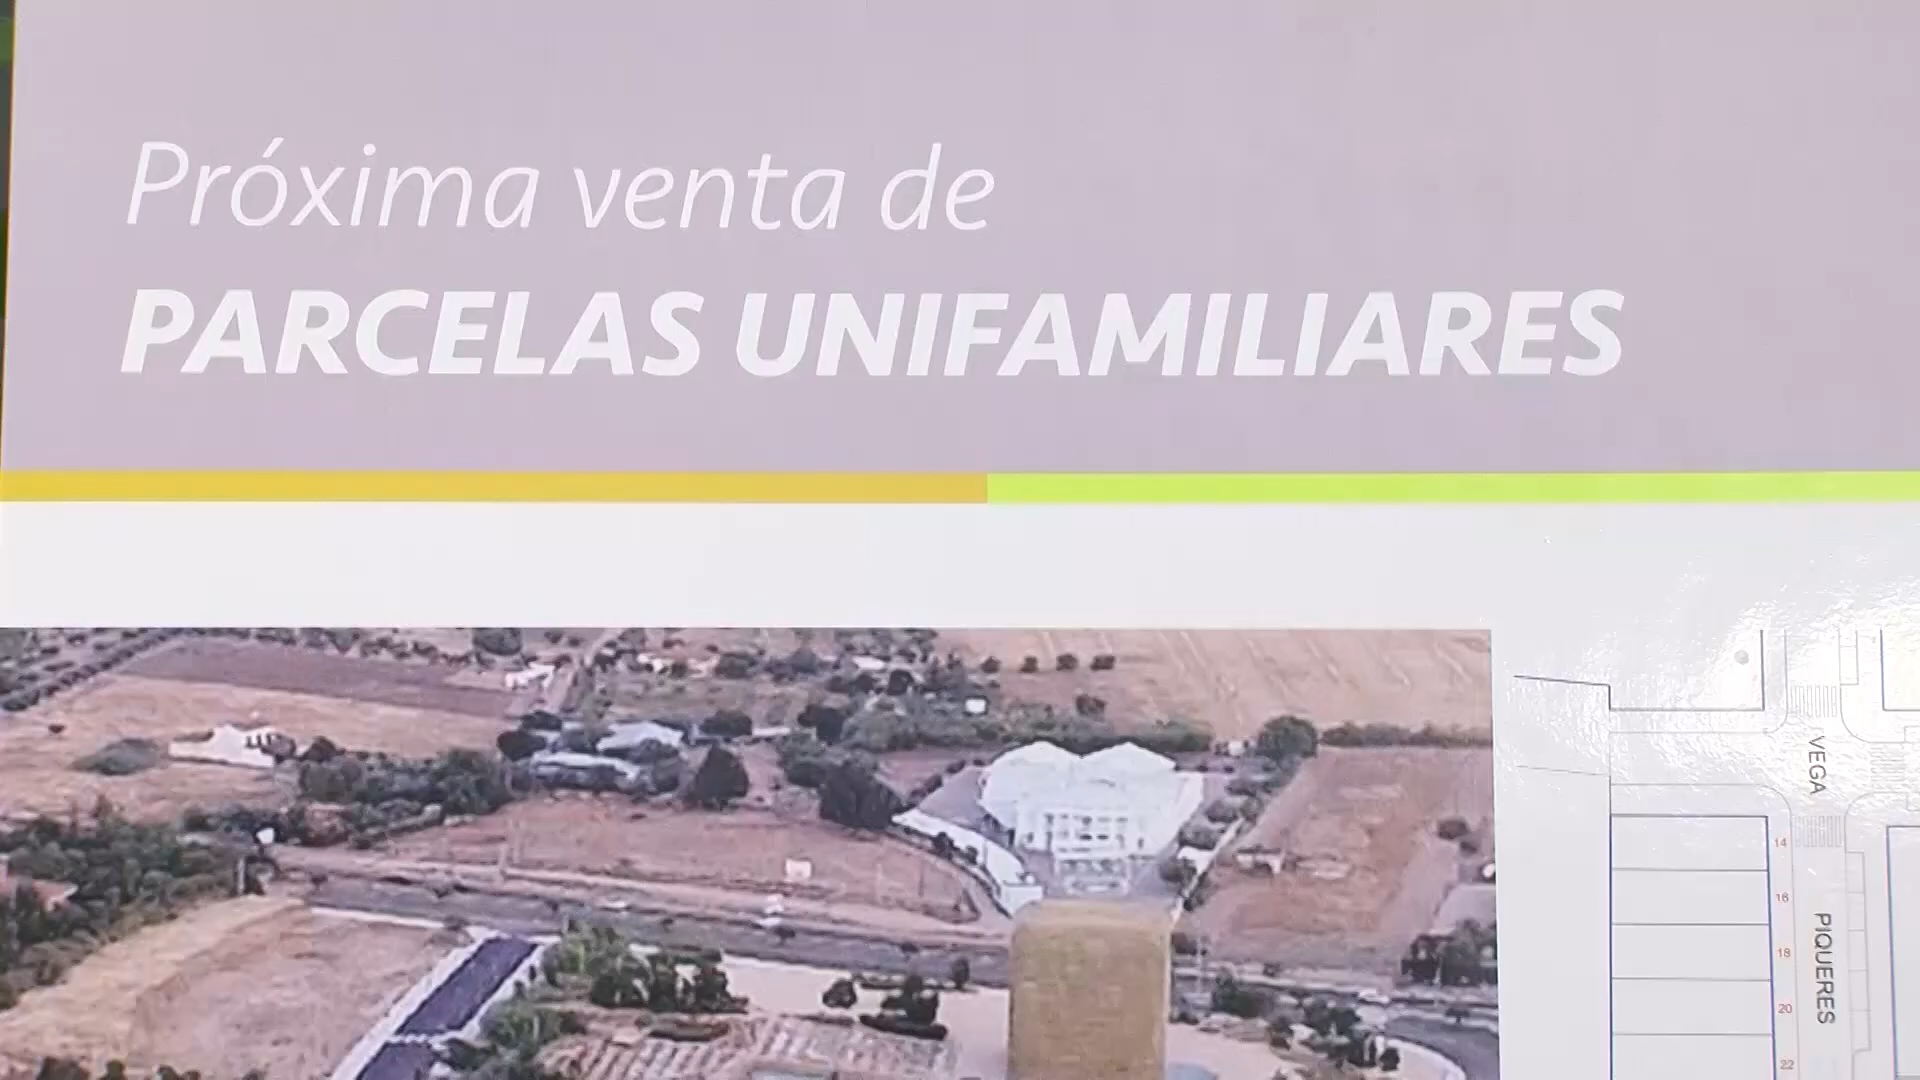 Próxima venta de
PARCELAS UNIFAMILIARES
VEGA
14
16
PIQUERES
18
20
22